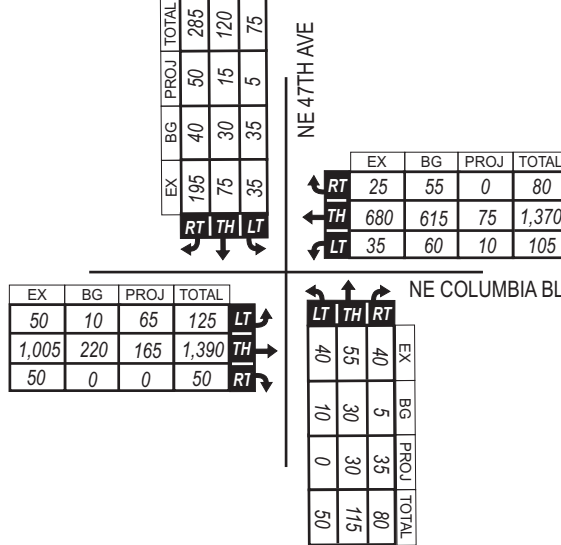 TOTAL 285 120 75
PROJ 50 15 5
BG 40 30 35
EX 195 75 35
RT TH LT
NE 47TH AVE
EX BG PROJ TOTAL
RT 25 55 0 80
TH 680 615 75 1,370
LT 35 60 10 105
NE COLUMBIA BL
EX BG PROJ TOTAL
50 10 65 125 LT
1,005 220 165 1,390 TH
50 0 0 50 RT
LT TH RT
40 55 40 EX
10 30 5 BG
0 30 35 PROJ
50 115 80 TOTAL